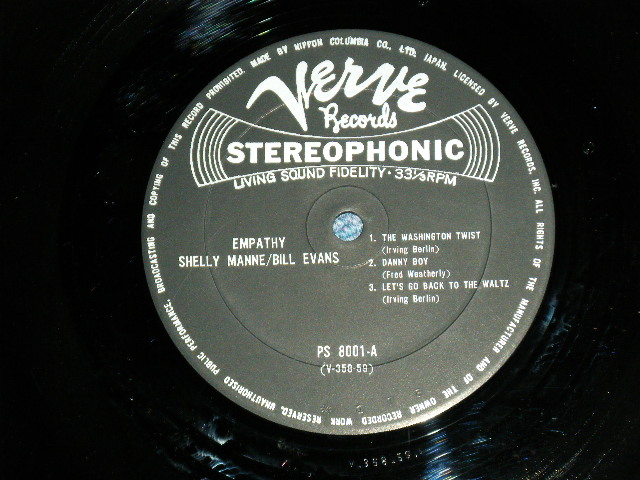 Verve
Records
STEREOPHONIC
LIVING SOUND FIDELITY · 33⅓RPM
EMPATHY
SHELLY MANNE/BILL EVANS
1. THE WASHINGTON TWIST
(Irving Berlin)
2. DANNY BOY
(Fred Weatherly)
3. LET'S GO BACK TO THE WALTZ
(Irving Berlin)
PS 8001-A
(V-358-59)
MADE BY NIPPON COLUMBIA CO., LTD. JAPAN. LICENSED BY VERVE RECORDS, INC. ALL RIGHTS OF THE MANUFACTURER AND OF THE OWNER RECORDED WORK RESERVED. UNAUTHORISED PUBLIC PERFORMANCE, BROADCASTING AND COPYING OF THIS RECORD PROHIBITED.
V 358 59